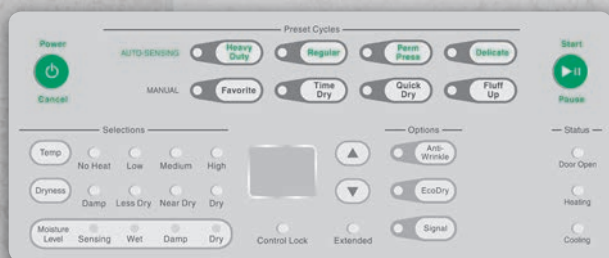 Preset Cycles
Power
Cancel
AUTO-SENSING
Heavy
Duty
Regular
Perm
Press
Delicate
Start
Pause
MANUAL
Favorite
Time
Dry
Quick
Dry
Fluff
Up
Selections
Temp
No Heat Low Medium High
Dryness
Damp Less Dry Near Dry Dry
Moisture
Level
Sensing Wet Damp Dry
Control Lock
Extended
Options
Anti-
Wrinkle
EcoDry
Signal
Status
Door Open
Heating
Cooling